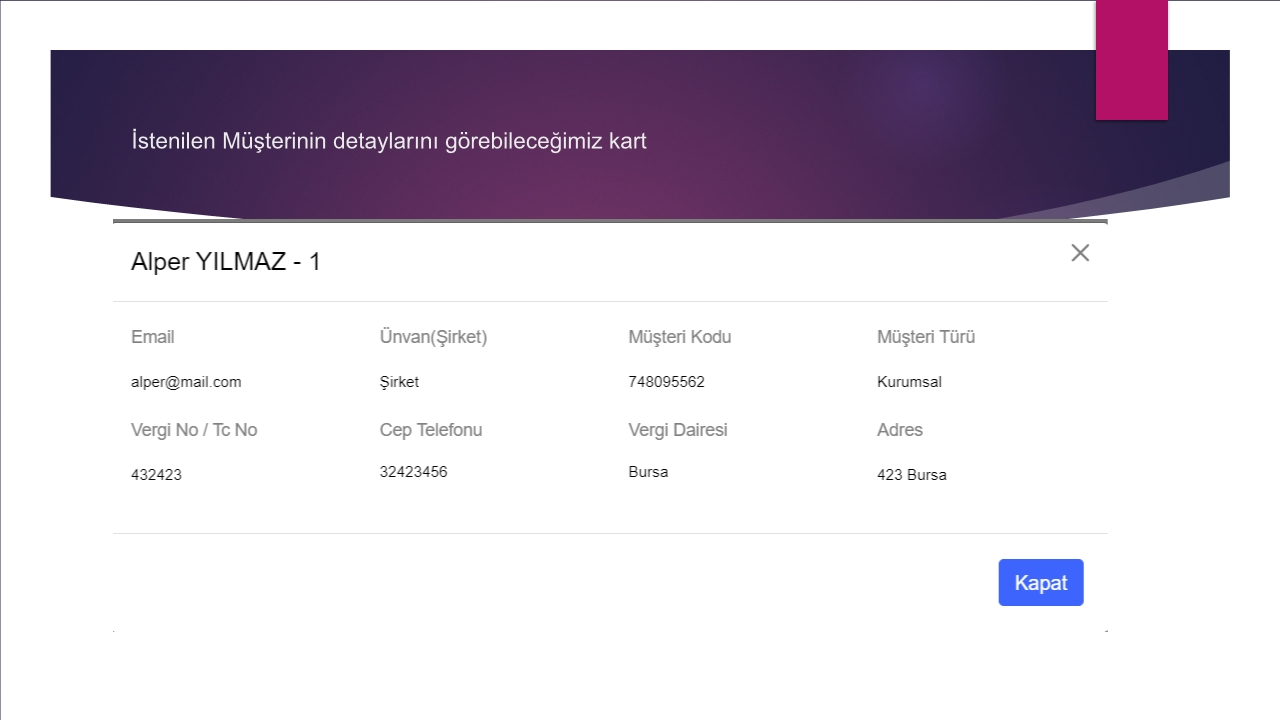 İstenilen Müşterinin detaylarını görebileceğimiz kart
Alper YILMAZ - 1
Email Ünvan(Şirket) Müşteri Kodu Müşteri Türü
alper@mail.com Şirket 748095562 Kurumsal
Vergi No / Tc No Cep Telefonu Vergi Dairesi Adres
432423 32423456 Bursa 423 Bursa
Kapat